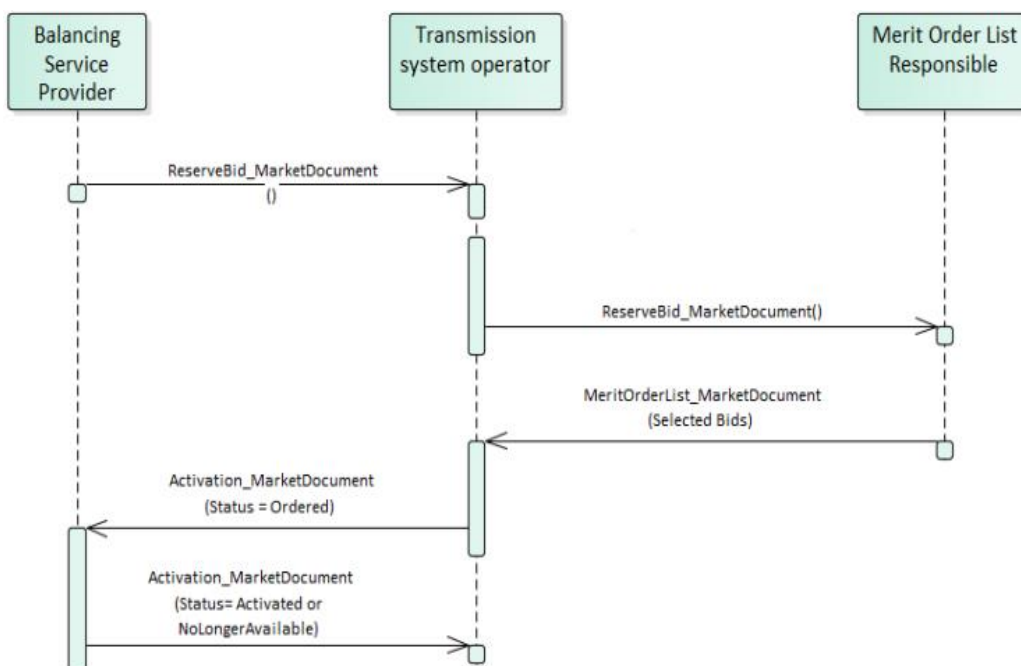 Balancing
Service
Provider
Transmission
system operator
Merit Order List
Responsible
ReserveBid_MarketDocument
()
ReserveBid_MarketDocument()
MeritOrderList_MarketDocument
(Selected Bids)
Activation_MarketDocument
(Status = Ordered)
Activation_MarketDocument
(Status= Activated or
NoLongerAvailable)